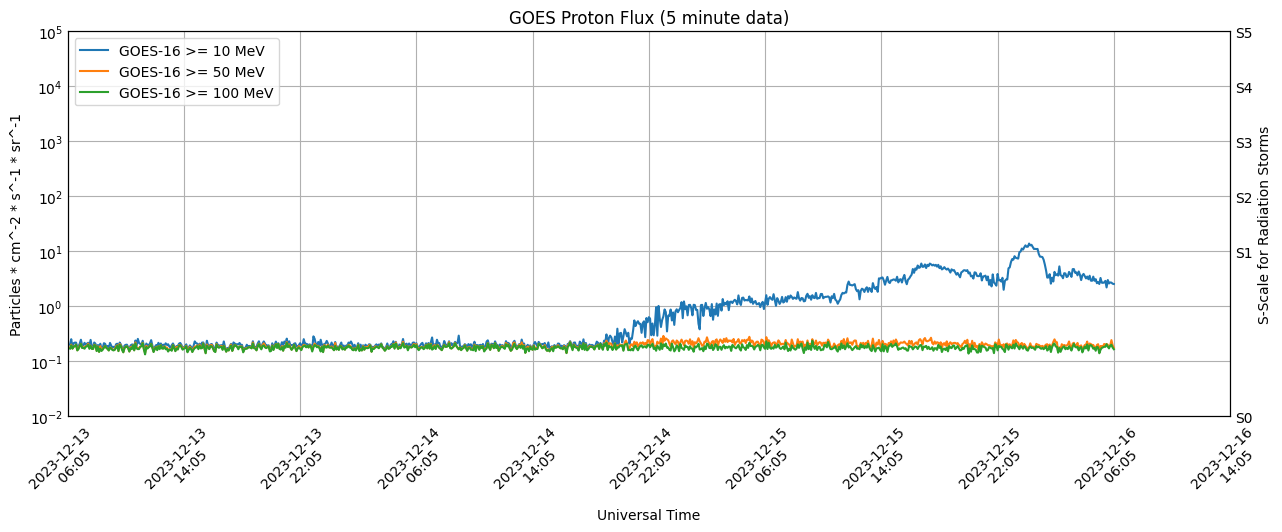 GOES Proton Flux (5 minute data)
GOES-16 >= 10 MeV
GOES-16 >= 50 MeV
GOES-16 >= 100 MeV
Particles * cm^-2 * s^-1 * sr^-1
10^5
10^4
10^3
10^2
10^1
10^0
10^-1
10^-2
S5
S4
S3
S2
S1
S0
S-Scale for Radiation Storms
2023-12-13
06:05
2023-12-13
14:05
2023-12-13
22:05
2023-12-14
06:05
2023-12-14
14:05
2023-12-14
22:05
2023-12-15
06:05
2023-12-15
14:05
2023-12-15
22:05
2023-12-16
06:05
2023-12-16
14:05
Universal Time